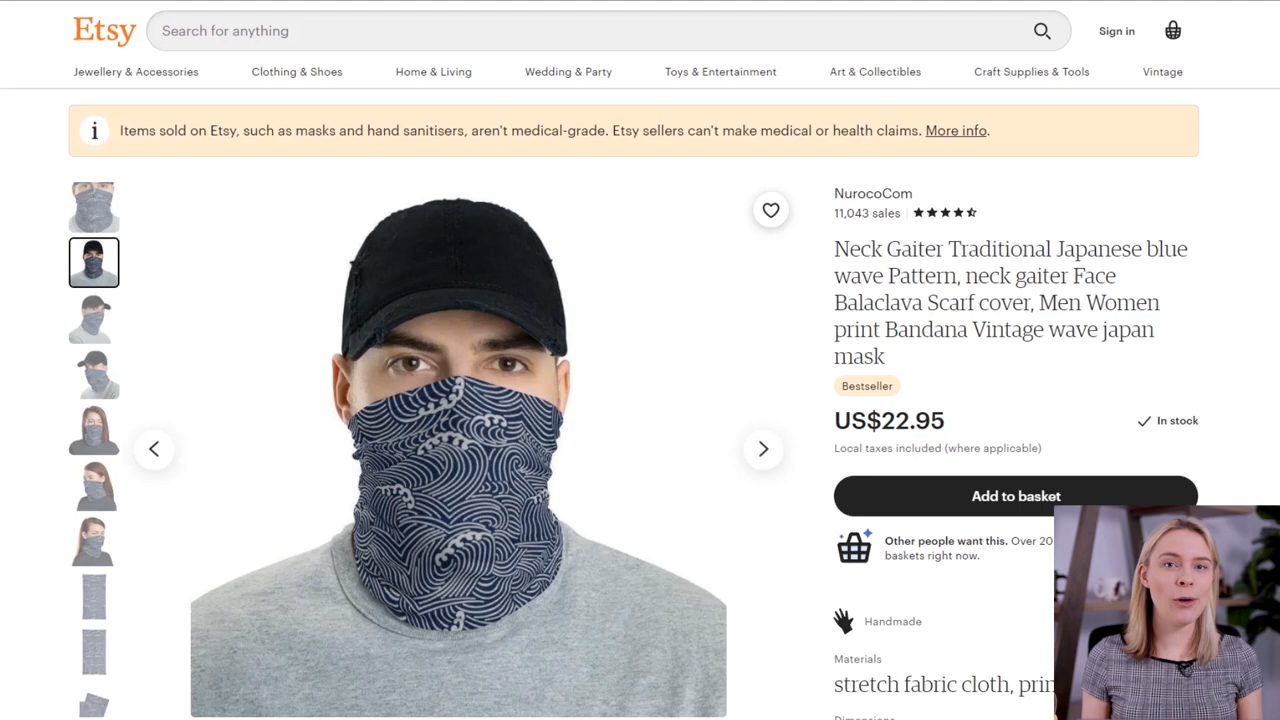 Etsy
Search for anything
Sign in
Jewellery & Accessories
Clothing & Shoes
Home & Living
Wedding & Party
Toys & Entertainment
Art & Collectibles
Craft Supplies & Tools
Vintage
Items sold on Etsy, such as masks and hand sanitisers, aren't medical-grade. Etsy sellers can't make medical or health claims. More info.
NurocoCom
11,043 sales
Neck Gaiter Traditional Japanese blue
wave Pattern, neck gaiter Face
Balaclava Scarf cover, Men Women
print Bandana Vintage wave japan
mask
Bestseller
US$22.95
In stock
Local taxes included (where applicable)
Add to basket
Other people want this. Over 20
baskets right now.
Handmade
Materials
stretch fabric cloth,